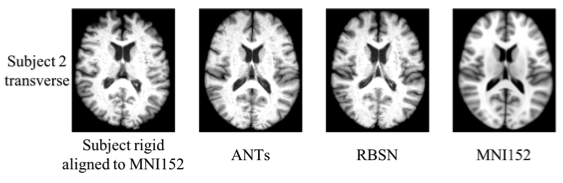 Subject 2
transverse
Subject rigid
aligned to MNI152
ANTs
RBSN
MNI152